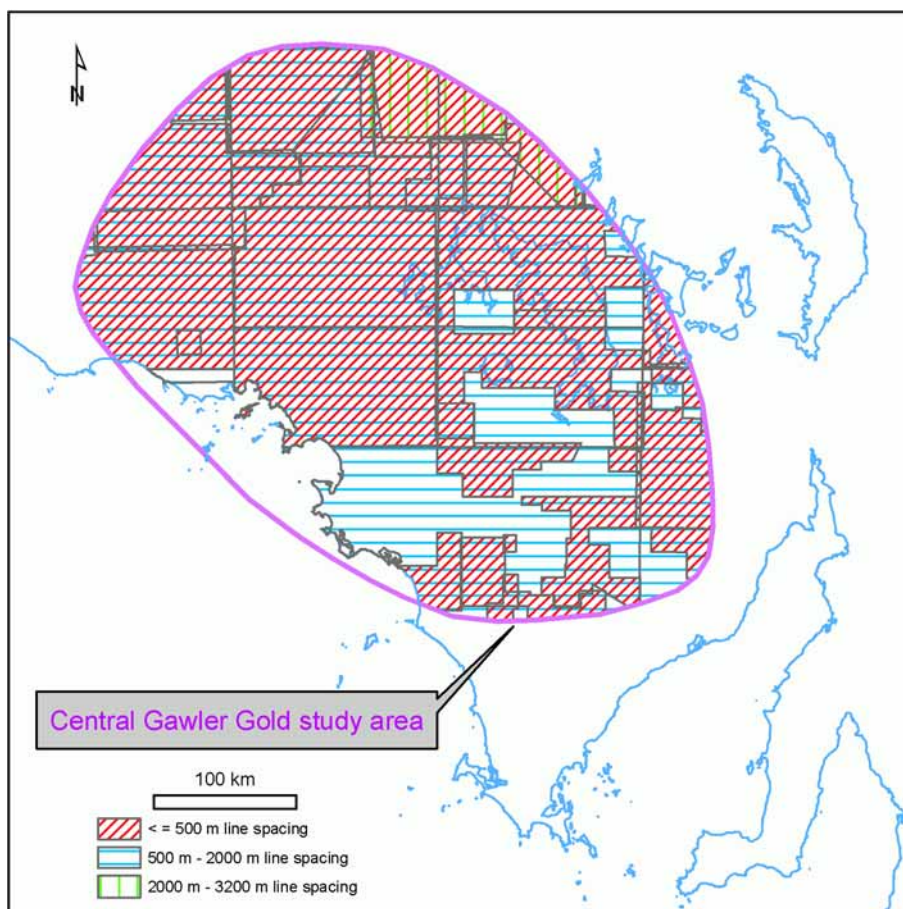 N
Central Gawler Gold study area
100 km
< = 500 m line spacing
500 m - 2000 m line spacing
2000 m - 3200 m line spacing